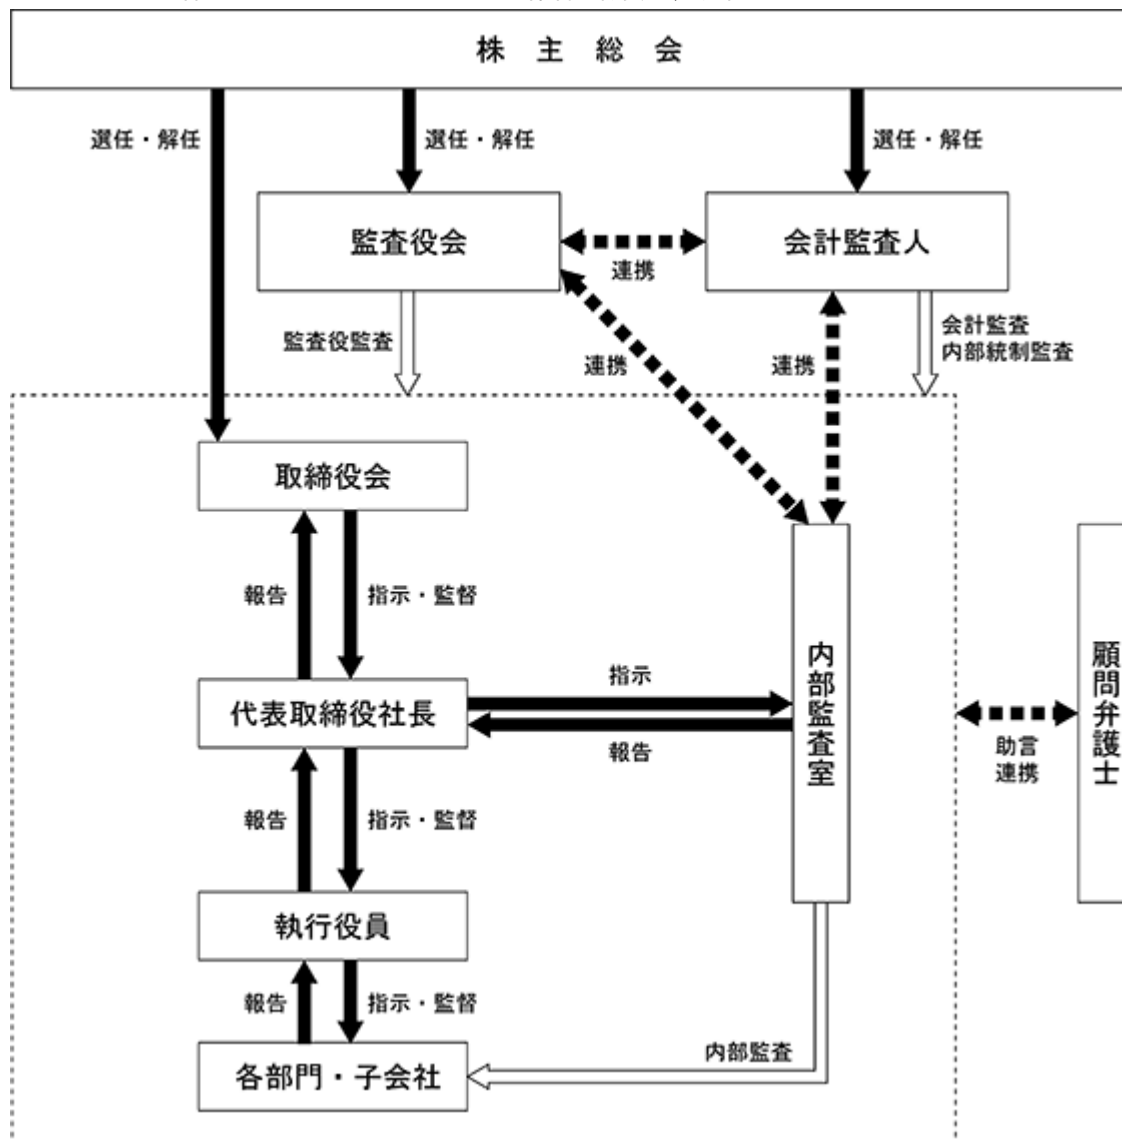 株主総会
選任・解任
選任・解任
選任・解任
監査役会
会計監査人
連携
監査役監査
連携
連携
会計監査
内部統制監査
取締役会
報告
指示・監督
代表取締役社長
指示
報告
内部監査室
助言
連携
顧問弁護士
報告
指示・監督
執行役員
報告
指示・監督
各部門・子会社
内部監査